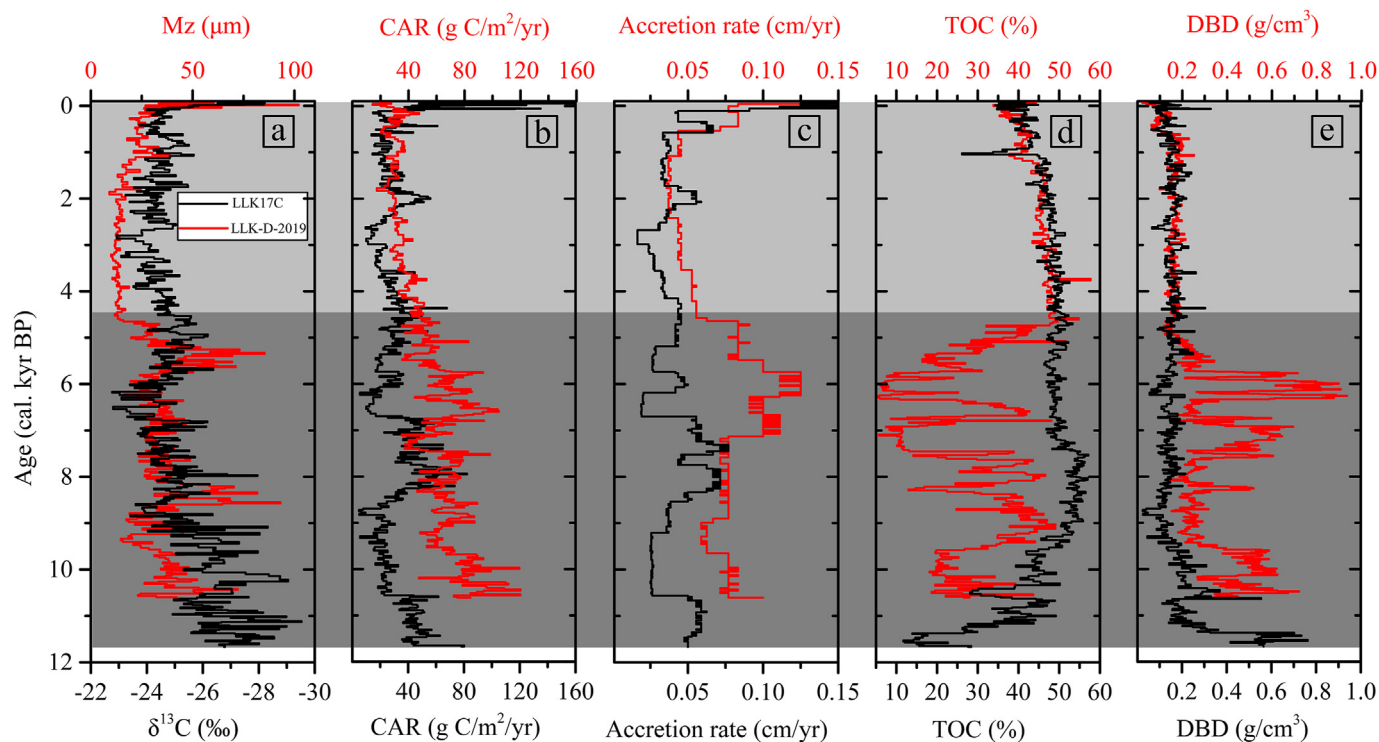 Mz (μm) CAR (g C/m²/yr) Accretion rate (cm/yr) TOC (%) DBD (g/cm³)
0 50 100 40 80 120 160 0.05 0.10 0.15 10 20 30 40 50 60 0.2 0.4 0.6 0.8 1.0
a b c d e
LLK17C
LLK-D-2019
Age (cal. kyr BP)
0
2
4
6
8
10
12
-22 -24 -26 -28 -30 40 80 120 160 0.05 0.10 0.15 10 20 30 40 50 60 0.2 0.4 0.6 0.8 1.0
δ¹³C (‰) CAR (g C/m²/yr) Accretion rate (cm/yr) TOC (%) DBD (g/cm³)